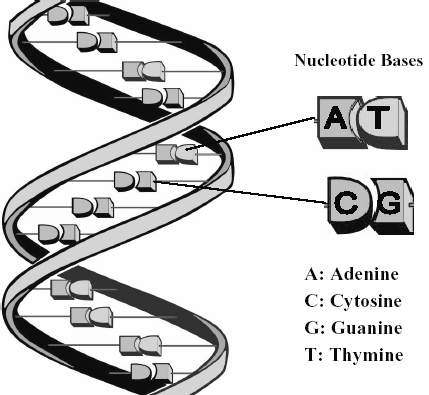 Nucleotide Bases
A T
C G
A: Adenine
C: Cytosine
G: Guanine
T: Thymine